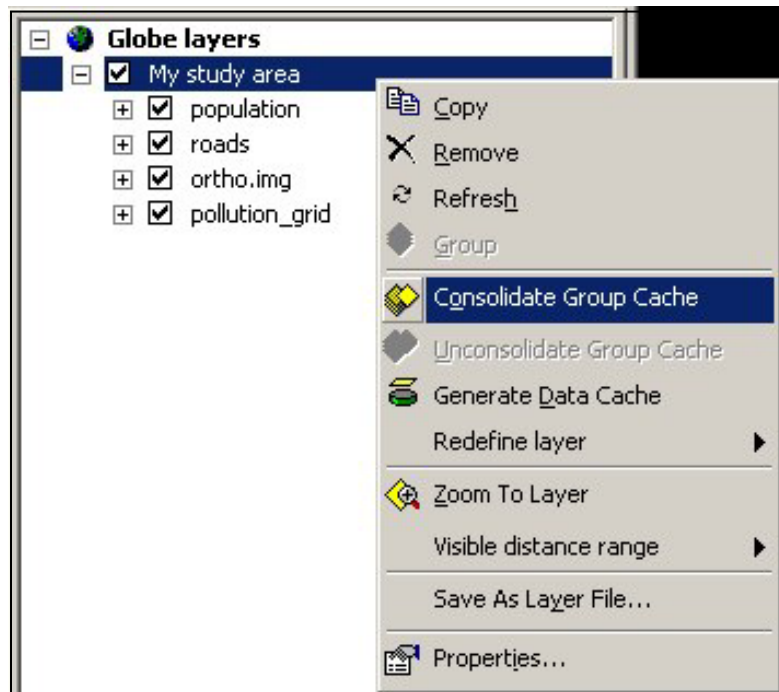 Globe layers
My study area
population
roads
ortho.img
pollution_grid
Copy
Remove
Refresh
Group
Consolidate Group Cache
Unconsolidate Group Cache
Generate Data Cache
Redefine layer
Zoom To Layer
Visible distance range
Save As Layer File...
Properties...